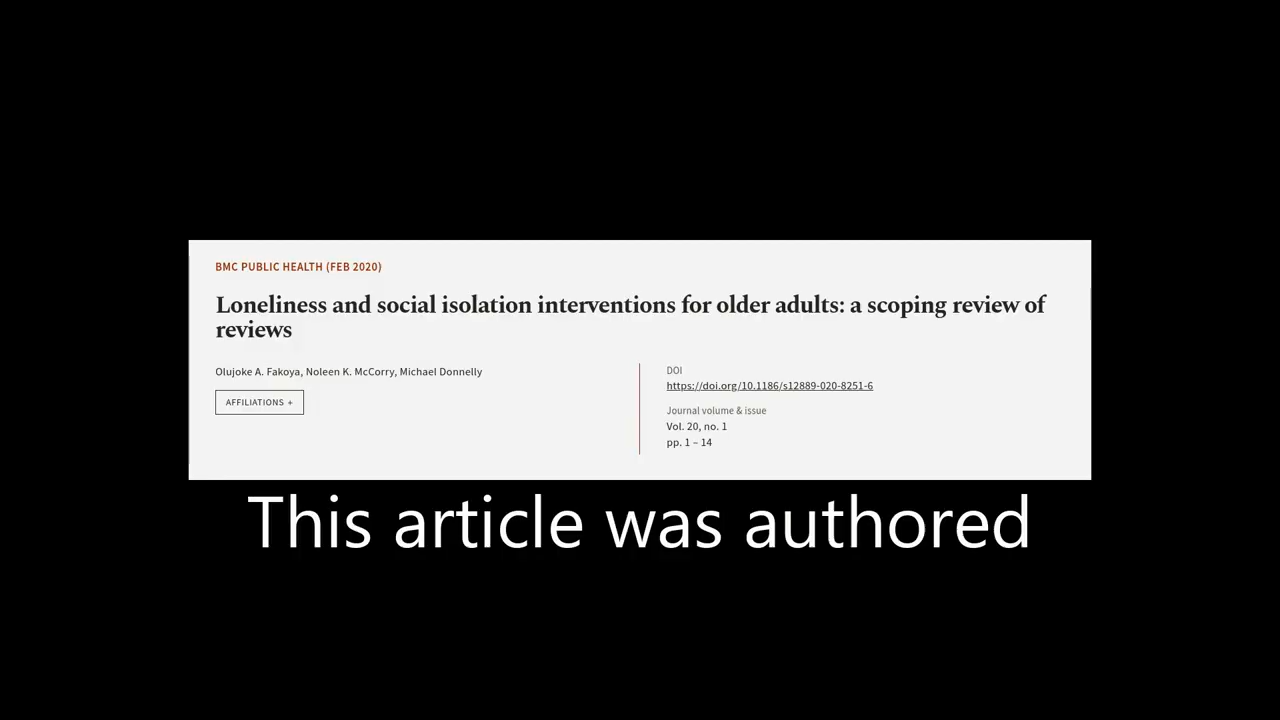 BMC PUBLIC HEALTH (FEB 2020)
Loneliness and social isolation interventions for older adults: a scoping review of
reviews
Olujoke A. Fakoya, Noleen K. McCorry, Michael Donnelly
AFFILIATIONS +
DOI
https://doi.org/10.1186/s12889-020-8251-6
Journal volume & issue
Vol. 20, no. 1
pp. 1 – 14
This article was authored